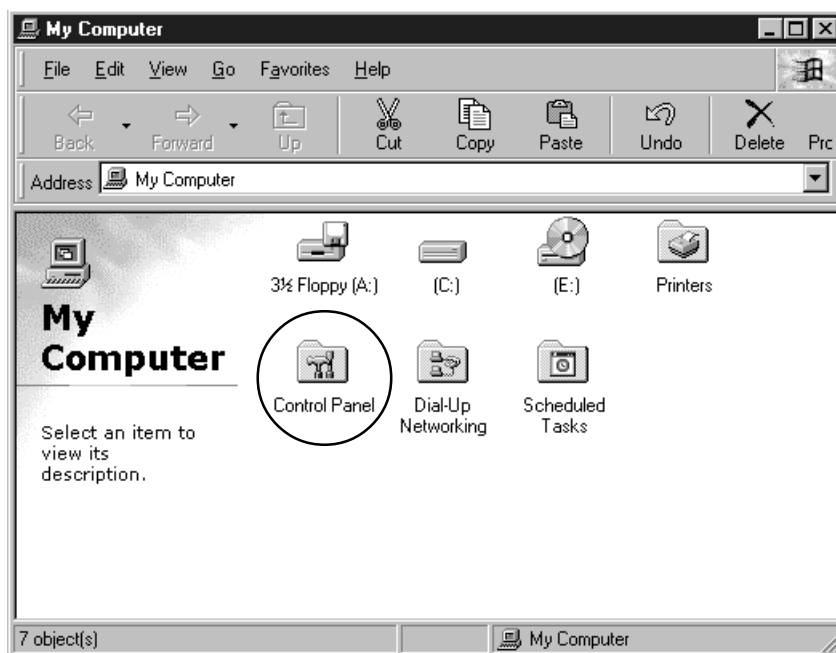 My Computer
File Edit View Go Favorites Help
Back Forward Up Cut Copy Paste Undo Delete Prc
Address My Computer
3½ Floppy (A:) (C:) (E:) Printers
My
Computer
Control Panel Dial-Up Networking Scheduled Tasks
Select an item to
view its
description.
7 object(s) My Computer